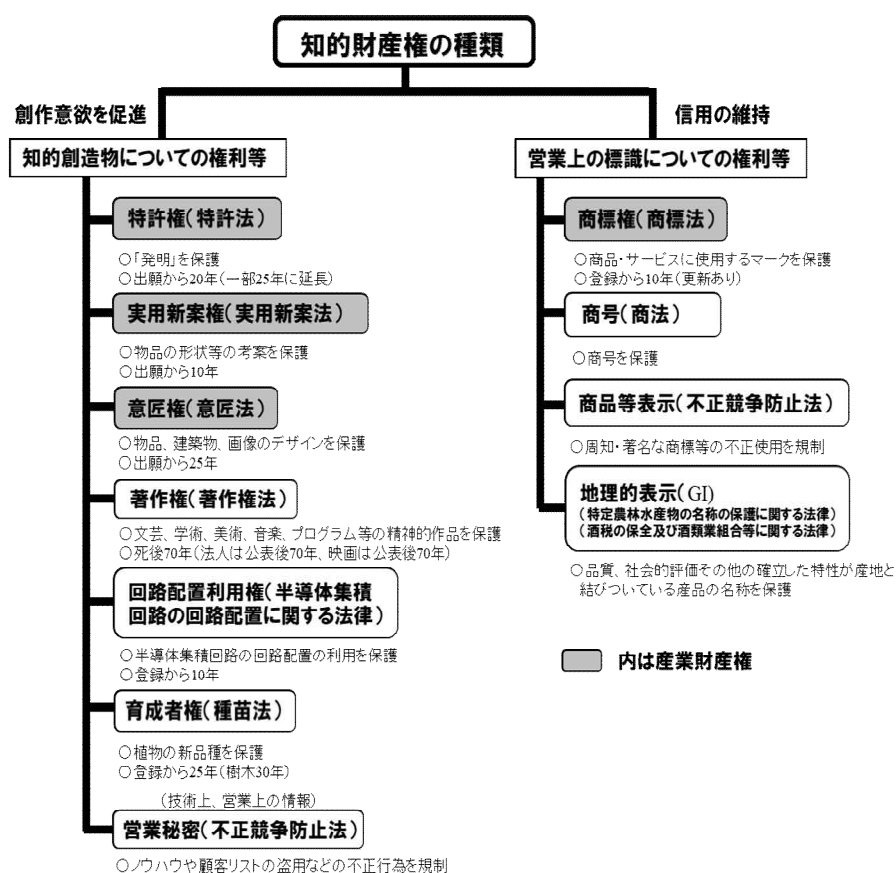 知的財産権の種類
創作意欲を促進
知的創造物についての権利等
特許権(特許法)
○「発明」を保護
○出願から20年(一部25年に延長)
実用新案権(実用新案法)
○物品の形状等の考案を保護
○出願から10年
意匠権(意匠法)
○物品、建築物、画像のデザインを保護
○出願から25年
著作権(著作権法)
○文芸、学術、美術、音楽、プログラム等の精神的作品を保護
○死後70年(法人は公表後70年、映画は公表後70年)
回路配置利用権(半導体集積
回路の回路配置に関する法律)
○半導体集積回路の回路配置の利用を保護
○登録から10年
育成者権(種苗法)
○植物の新品種を保護
○登録から25年(樹木30年)
(技術上、営業上の情報)
営業秘密(不正競争防止法)
○ノウハウや顧客リストの盗用などの不正行為を規制
信用の維持
営業上の標識についての権利等
商標権(商標法)
○商品・サービスに使用するマークを保護
○登録から10年(更新あり)
商号(商法)
○商号を保護
商品等表示(不正競争防止法)
○周知・著名な商標等の不正使用を規制
地理的表示(GI)
(特定農林水産物の名称の保護に関する法律)
(酒税の保全及び酒類業組合等に関する法律)
○品質、社会的評価その他の確立した特性が産地と
結びついている産品の名称を保護
内は産業財産権